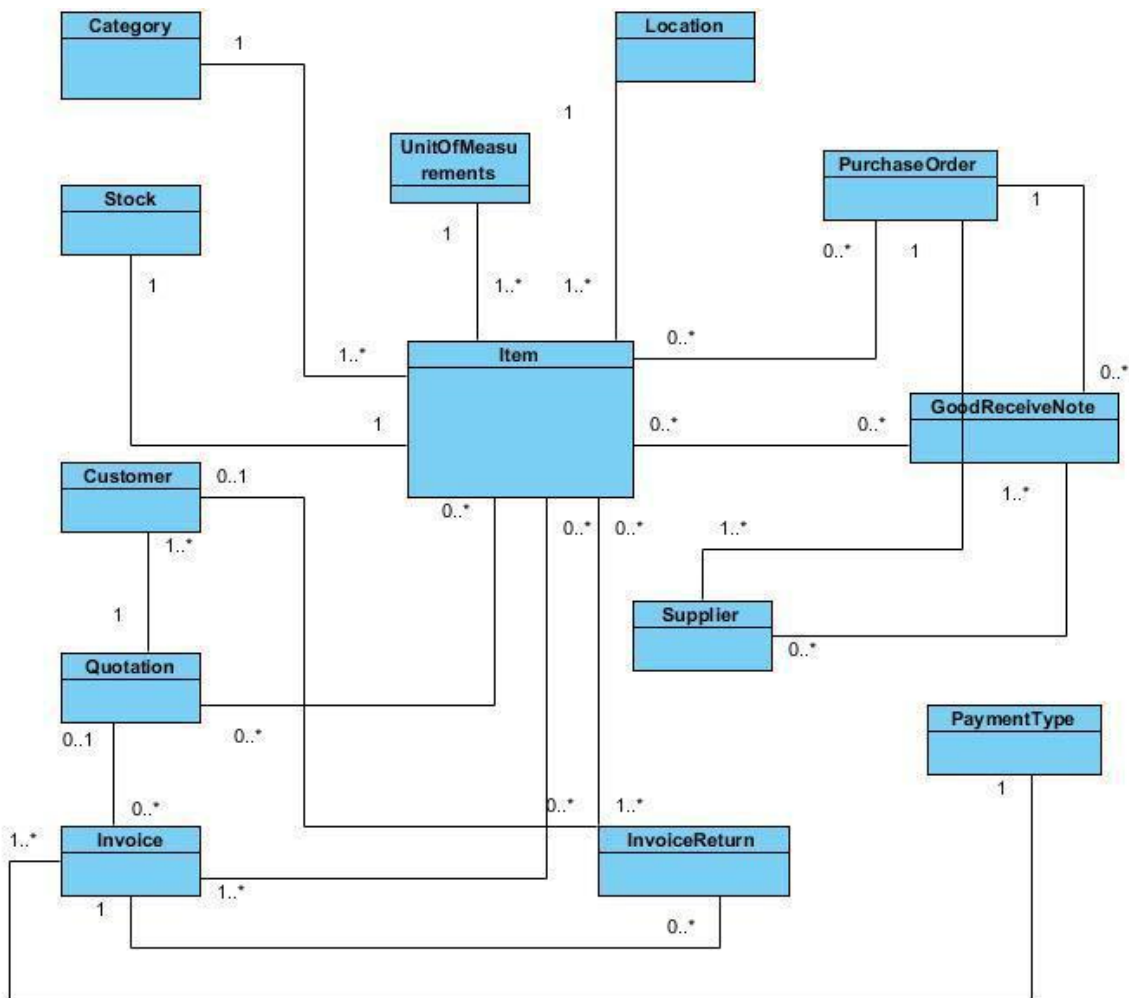 Category
Location
1
1
UnitOfMeasu
rements
PurchaseOrder
Stock
1
1
0..*
1
1
1..*
1..*
0..*
1..*
Item
0..*
GoodReceiveNote
1
0..*
0..*
Customer
0..1
0..*
0..*
0..*
1..*
1..*
1..*
1
Supplier
0..*
Quotation
0..1
0..*
PaymentType
1
0..*
0..*
1..*
1..*
Invoice
InvoiceReturn
1..*
1
0..*